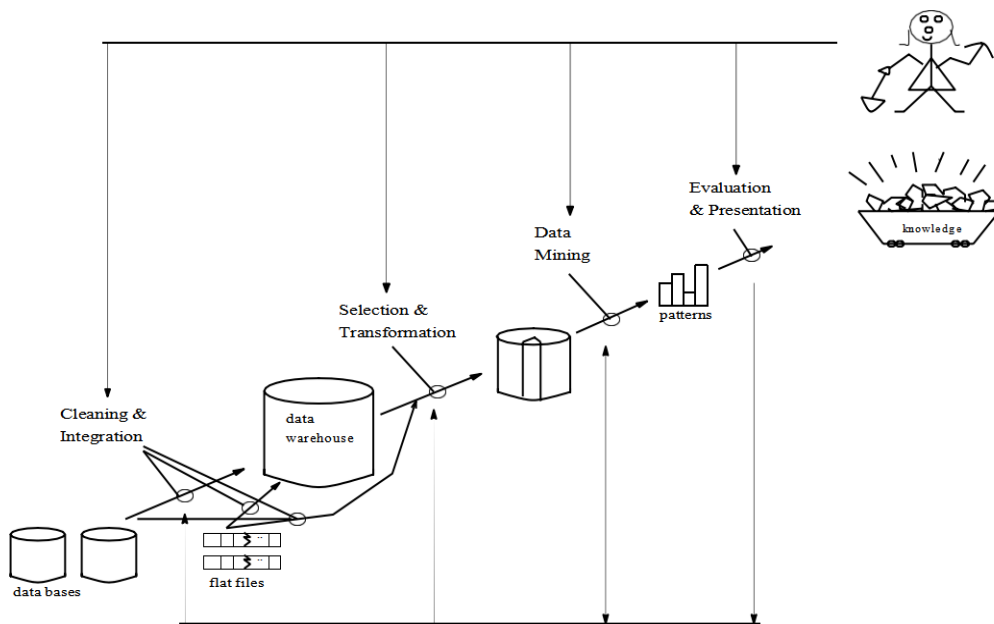 Evaluation
& Presentation
knowledge
Data
Mining
patterns
Selection &
Transformation
Cleaning &
Integration
data
warehouse
data bases
flat files